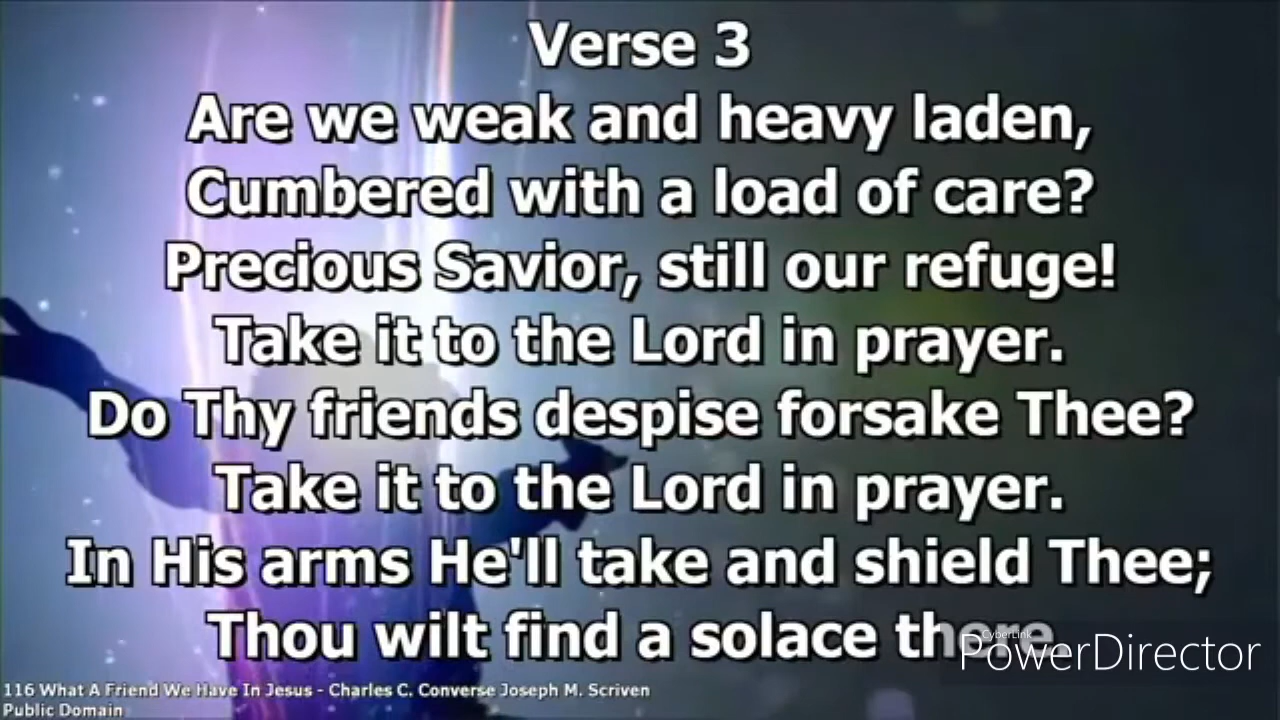 Verse 3
Are we weak and heavy laden,
Cumbered with a load of care?
Precious Savior, still our refuge!
Take it to the Lord in prayer.
Do Thy friends despise forsake Thee?
Take it to the Lord in prayer.
In His arms He'll take and shield Thee;
Thou wilt find a solace there.
CyberLink
PowerDirector
116 What A Friend We Have In Jesus - Charles C. Converse Joseph M. Scriven
Public Domain